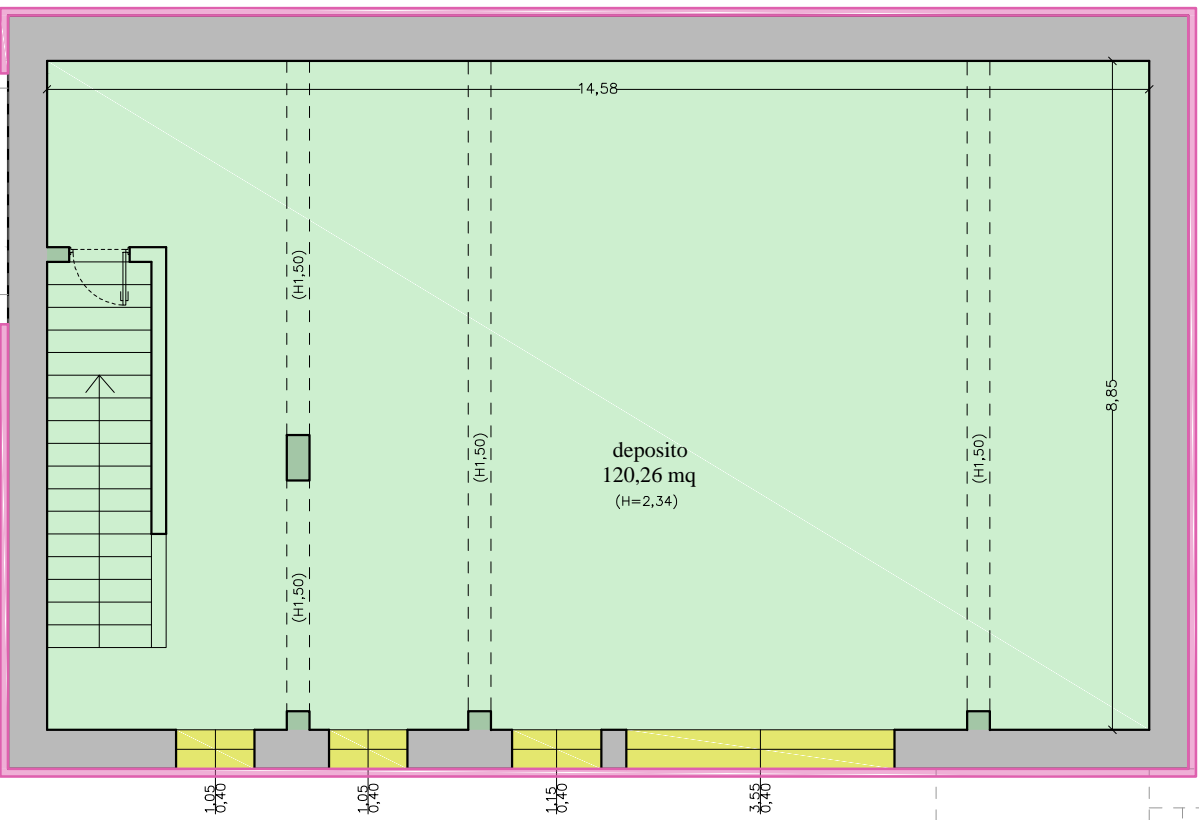 14,58
(H1,50)
8,85
deposito
120,26 mq
(H=2,34)
(H1,50)
(H1,50)
(H1,50)
1,05
0,40
1,05
0,40
1,15
0,40
3,55
0,40